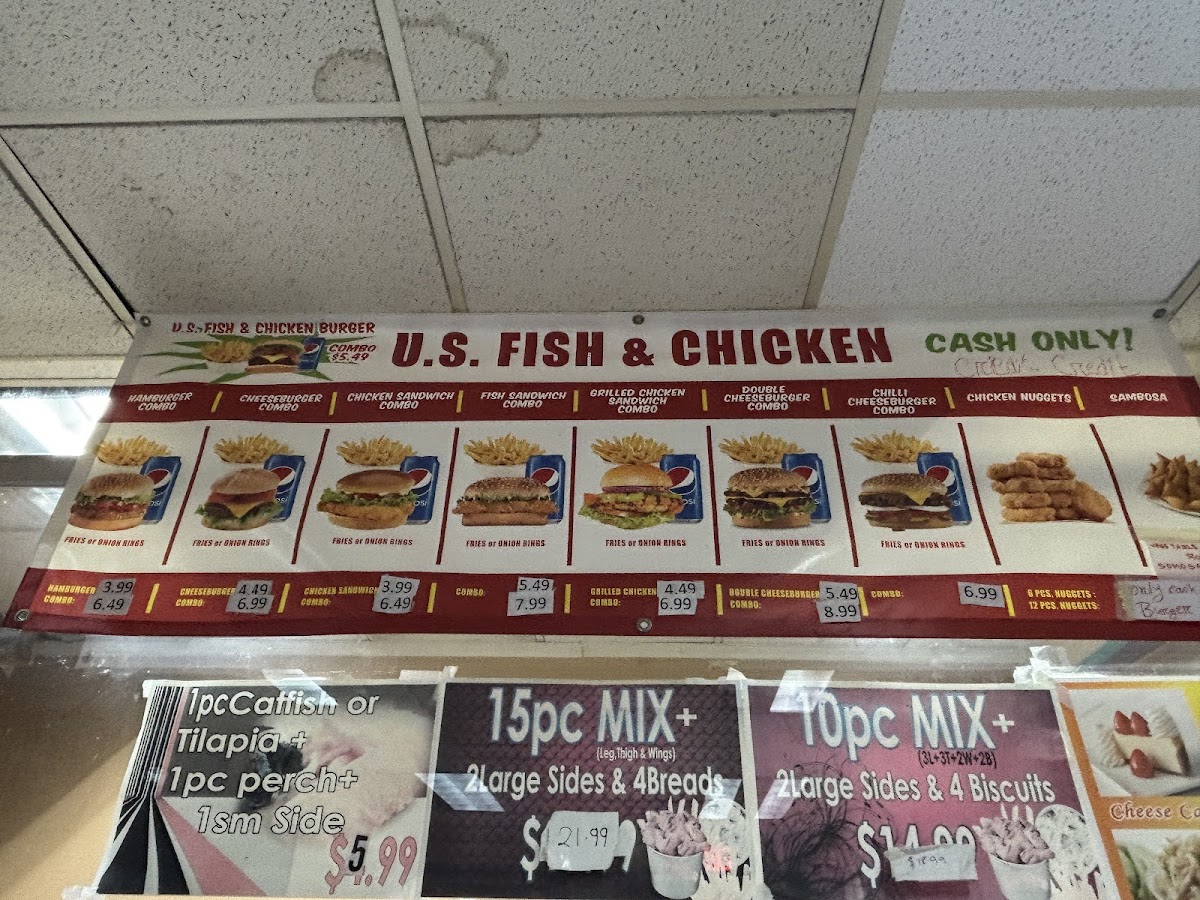 U.S. FISH & CHICKEN BURGER
COMBO
$5.49
U.S. FISH & CHICKEN
CASH ONLY!
HAMBURGER
COMBO
CHEESEBURGER
COMBO
CHICKEN SANDWICH
COMBO
FISH SANDWICH
COMBO
GRILLED CHICKEN
SANDWICH
COMBO
DOUBLE
CHEESEBURGER
COMBO
CHILLI
CHEESEBURGER
COMBO
CHICKEN NUGGETS
SAMBOSA
FRIES or ONION RINGS
FRIES or ONION RINGS
FRIES or ONION RINGS
FRIES or ONION RINGS
FRIES or ONION RINGS
FRIES or ONION RINGS
FRIES or ONION RINGS
HAMBURGER 3.99
COMBO: 6.49
CHEESEBURGER 4.49
COMBO: 6.99
CHICKEN SANDWICH 3.99
COMBO: 6.49
5.49
COMBO: 7.99
GRILLED CHICKEN 4.49
COMBO: 6.99
DOUBLE CHEESEBURGER 5.49
COMBO: 8.99
COMBO: 6.99
6 PCS. NUGGETS :
12 PCS. NUGGETS:
only
Burger
1pcCatfish or
Tilapia +
1pc perch+
1sm Side
$5.99
15pc MIX+
(Leg,Thigh & Wings)
2Large Sides & 4Breads
$21.99
10pc MIX+
(3L+3T+2W+2B)
2Large Sides & 4 Biscuits
$14.99
$18.99
Cheese